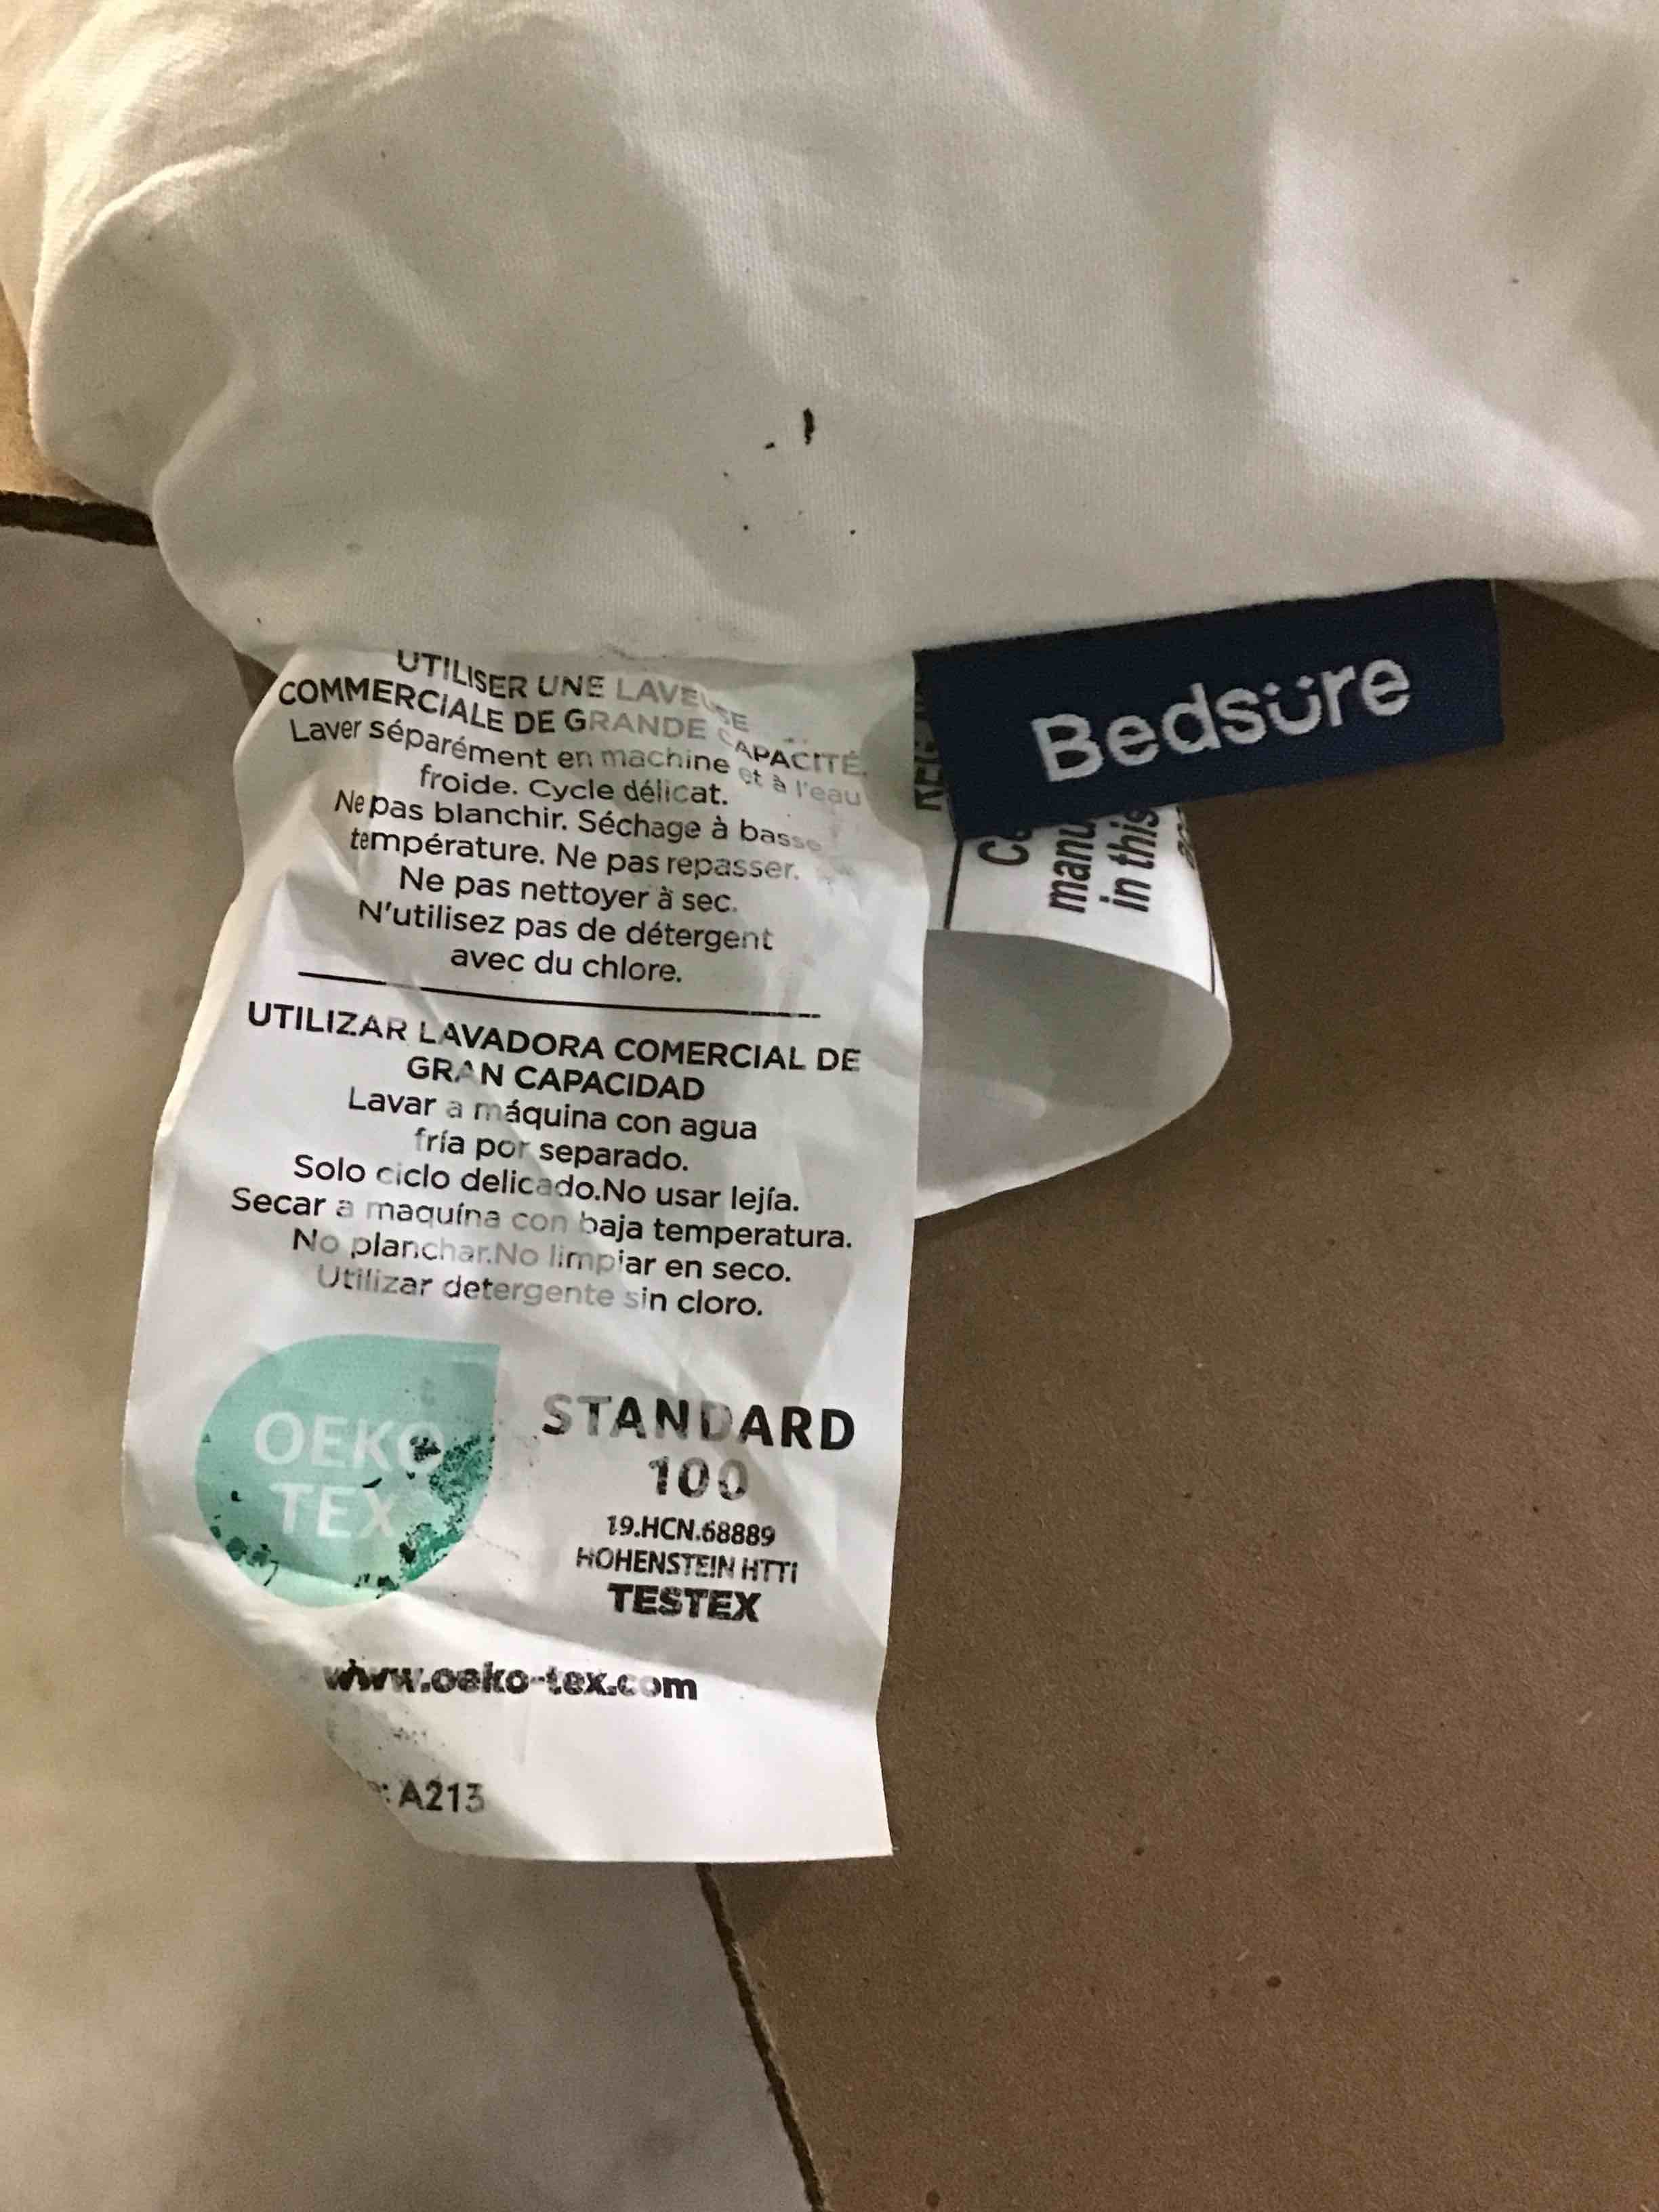 UTILISER UNE LAVEUSE
COMMERCIALE DE GRANDE CAPACITÉ.
Laver séparément en machine et à l'eau
froide. Cycle délicat.
Ne pas blanchir. Séchage à basse
température. Ne pas repasser.
Ne pas nettoyer à sec.
N'utilisez pas de détergent
avec du chlore.
UTILIZAR LAVADORA COMERCIAL DE
GRAN CAPACIDAD
Lavar a máquina con agua
fría por separado.
Solo ciclo delicado.No usar lejía.
Secar a maquína con baja temperatura.
No planchar.No limpiar en seco.
Utilizar detergente sin cloro.
OEKO
TEX
STANDARD
100
19.HCN.68889
HOHENSTEIN HTTI
TESTEX
www.oeko-tex.com
: A213
Bedsüre
in this